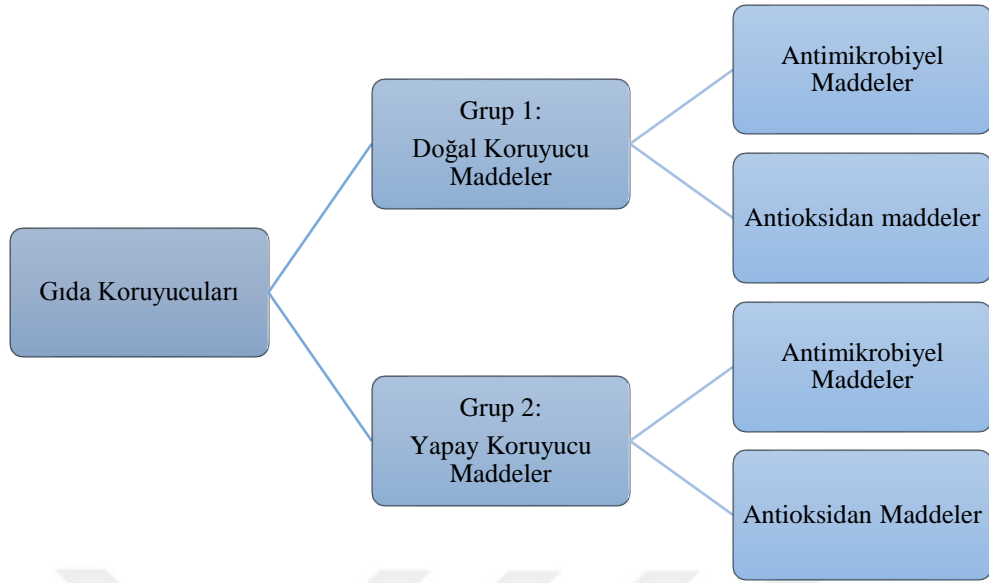 Gıda Koruyucuları
Grup 1:
Doğal Koruyucu
Maddeler
Antimikrobiyel
Maddeler
Antioksidan maddeler
Grup 2:
Yapay Koruyucu
Maddeler
Antimikrobiyel
Maddeler
Antioksidan Maddeler